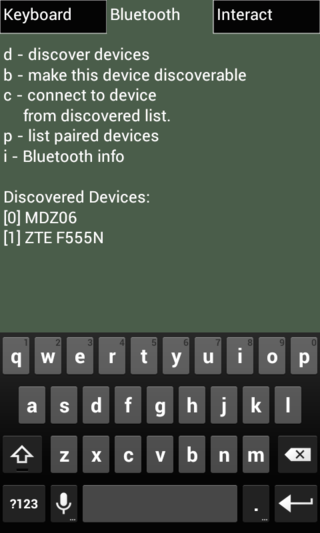 Keyboard Bluetooth Interact
d - discover devices
b - make this device discoverable
c - connect to device
from discovered list.
p - list paired devices
i - Bluetooth info
Discovered Devices:
[0] MDZ06
[1] ZTE F555N
1 2 3 4 5 6 7 8 9 0
q w e r t y u i o p
a s d f g h j k l
z x c v b n m
?123 ... . ...